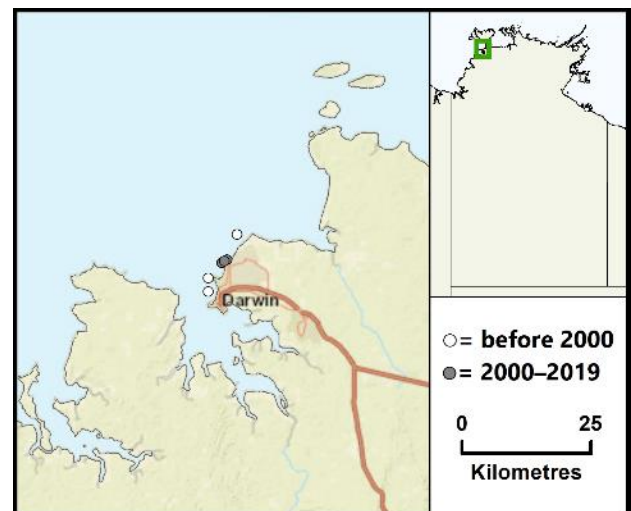 Darwin
= before 2000
= 2000–2019
0 25
Kilometres